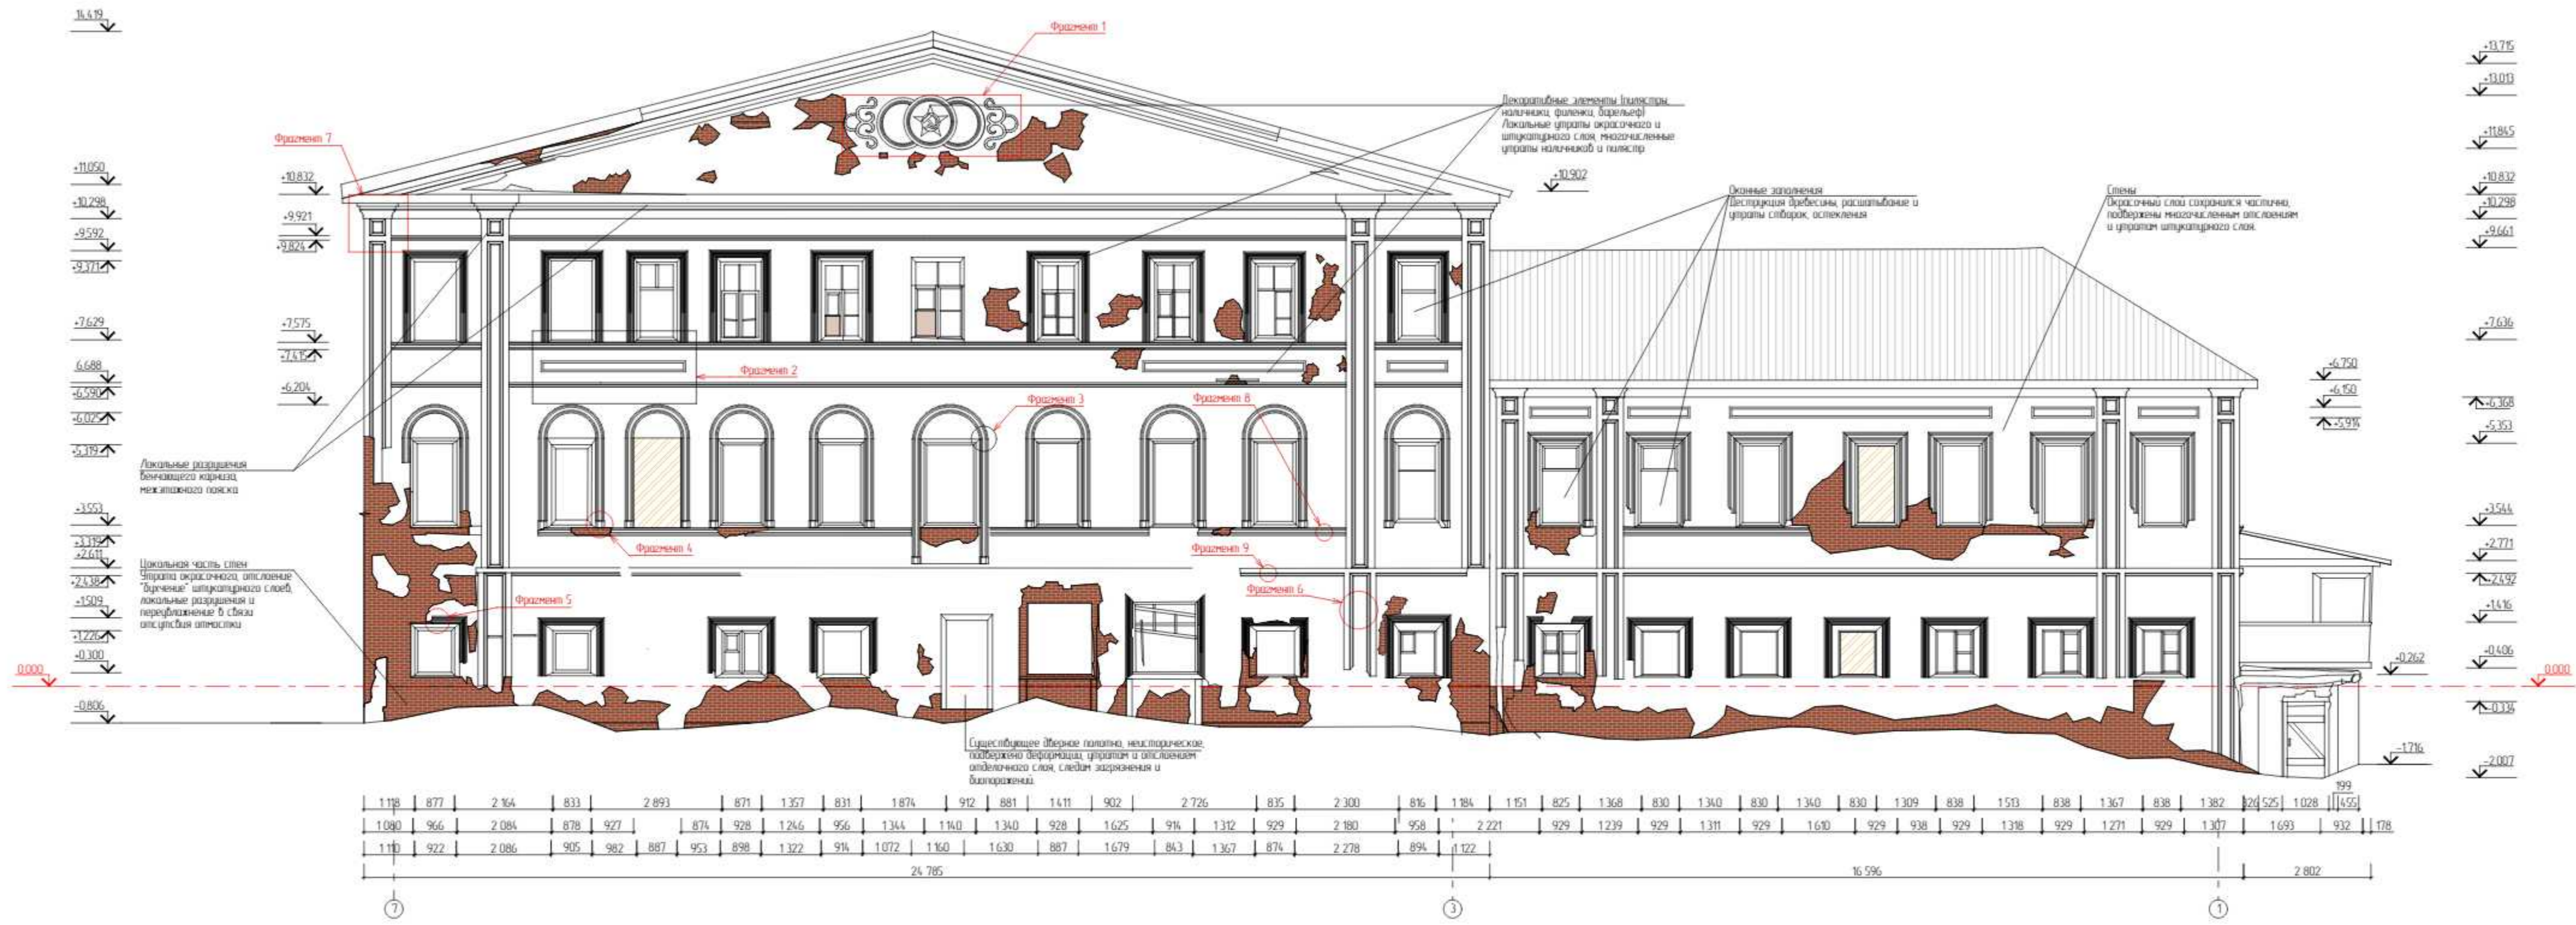 14.419
Фрагмент 1
+13.715
+13.013
Фрагмент 7
Декоративные элементы (пилястры,
наличники, филенки, барельеф)
Локальные утраты окрасочного и
штукатурного слоя, многочисленные
утраты наличников и пилястр
+11.845
+11.050
+10.832
+10.902
+10.832
+10.298
+9.921
+9.824
+10.298
Оконные заполнения
Деструкция древесины, расшатывание и
утраты створок, остекления
Стены
Окрасочный слой сохранился частично,
подвержены многочисленным отслоениям
и утратам штукатурного слоя.
+9.592
+9.371
+9.661
+7.629
+7.575
+7.415
+7.636
6.688
+6.590
+6.204
+6.025
Фрагмент 2
Фрагмент 3
Фрагмент 8
+6.750
+6.150
+5.914
+6.368
+5.353
+5.319
Локальные разрушения
венчающего карниза,
межэтажного пояска
+3.553
+3.319
+3.544
Фрагмент 4
Фрагмент 9
+2.611
+2.438
+2.771
+2.492
Цокольная часть стен
Утрата окрасочного, отслоение
"бухчение" штукатурного слоев,
локальные разрушения и
переувлажнение в связи
отсутсвия отмостки
Фрагмент 5
Фрагмент 6
+1.509
+1.226
+1.416
+0.300
+0.406
+0.262
0.000
0.000
-0.806
-0.334
Существующее дверное полотно, неисторическое,
подвержено деформации, утратам и отслоением
отделочного слоя, следам загрязнения и
биопоражений.
-1.716
-2.007
1 118 877 2 164 833 2 893 871 1 357 831 1 874 912 881 1 411 902 2 726 835 2 300 816 1 184 1 151 825 1 368 830 1 340 830 1 340 830 1 309 838 1 513 838 1 367 838 1 382 326 525 1 028 199 455
1 080 966 2 084 878 927 874 928 1 246 956 1 344 1 140 1 340 928 1 625 914 1 312 929 2 180 958 2 221 929 1 239 929 1 311 929 1 610 929 938 929 1 318 929 1 271 929 1 307 1 693 932 178
1 110 922 2 086 905 982 887 953 898 1 322 914 1 072 1 160 1 630 887 1 679 843 1 367 874 2 278 894 1 122
24 785 16 596 2 802
7 3 1